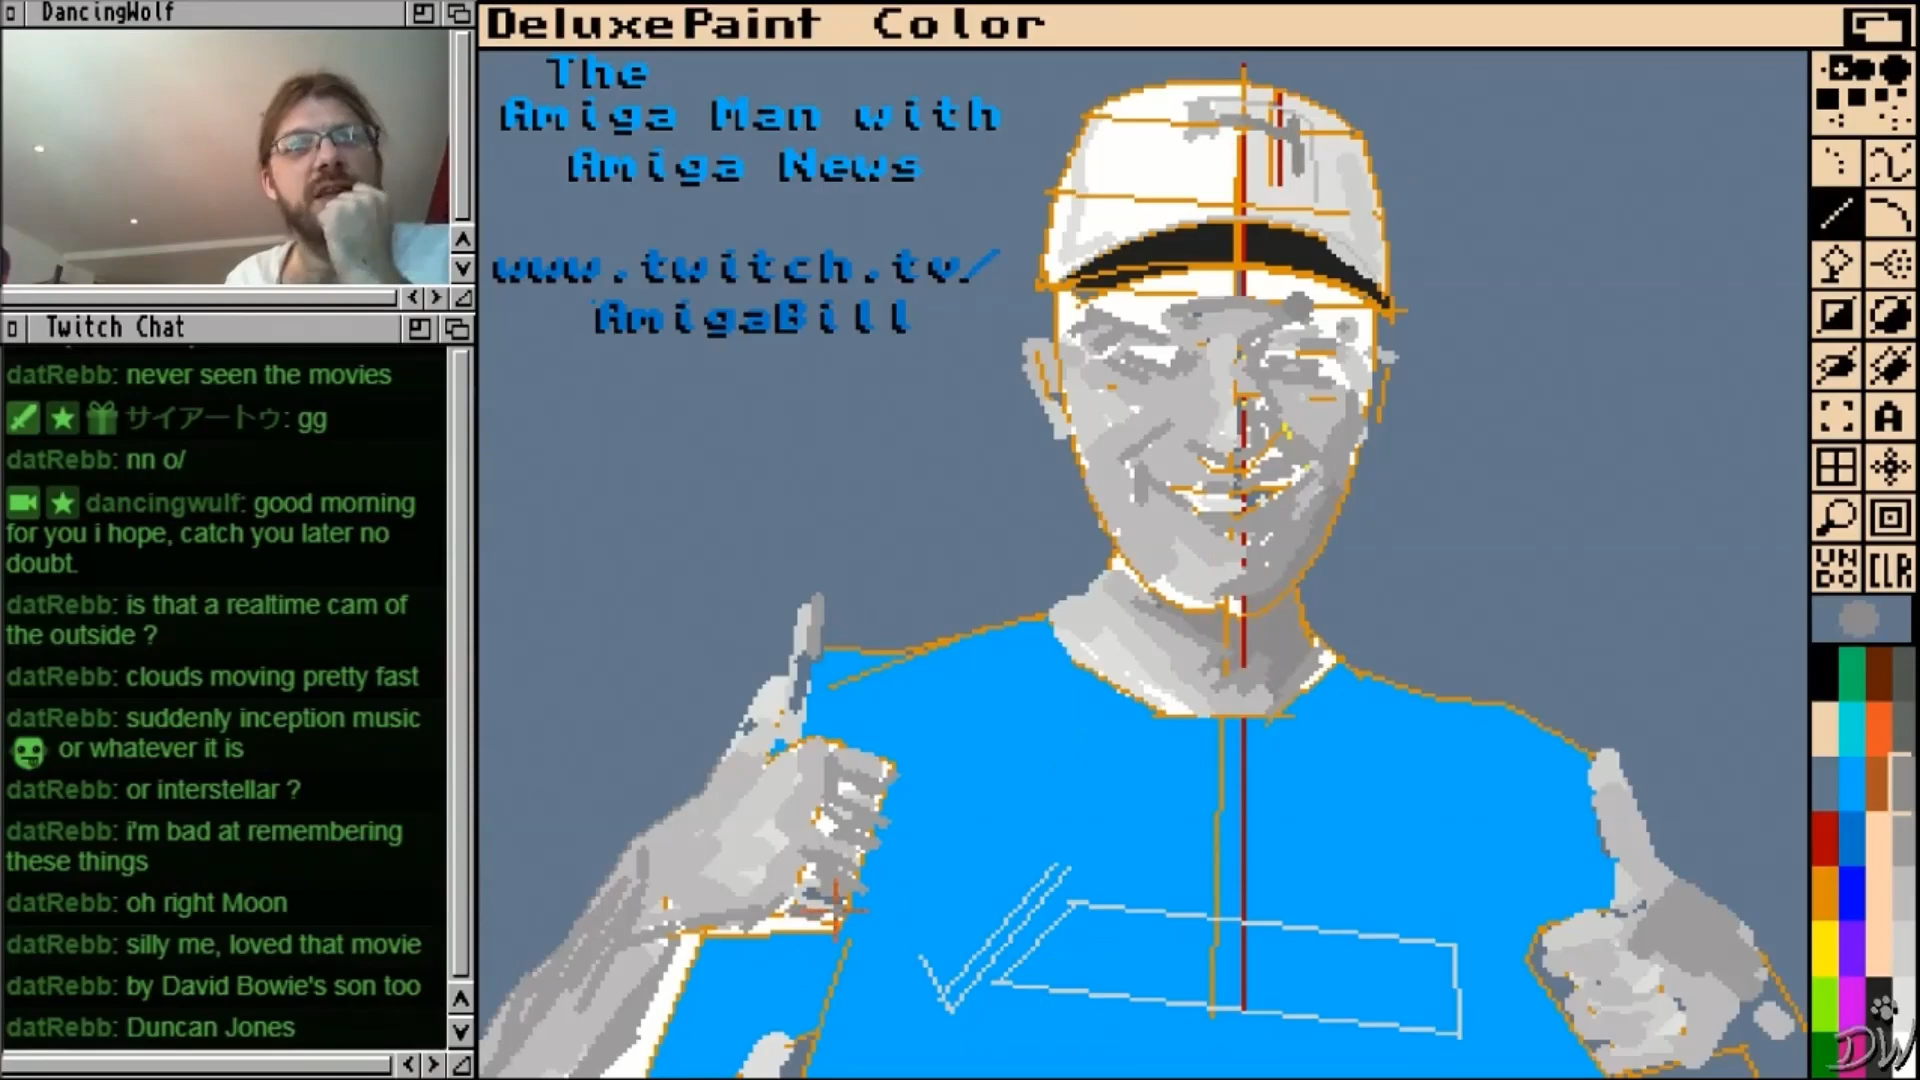 DancingWolf
DeluxePaint Color
The
Amiga Man with
Amiga News
www.twitch.tv/
AmigaBill
Twitch Chat
datRebb: never seen the movies
サイアートゥ: gg
datRebb: nn o/
dancingwulf: good morning
for you i hope, catch you later no
doubt.
datRebb: is that a realtime cam of
the outside ?
datRebb: clouds moving pretty fast
datRebb: suddenly inception music
or whatever it is
datRebb: or interstellar ?
datRebb: i'm bad at remembering
these things
datRebb: oh right Moon
datRebb: silly me, loved that movie
datRebb: by David Bowie's son too
datRebb: Duncan Jones
A
UN
DO
CLR
DW